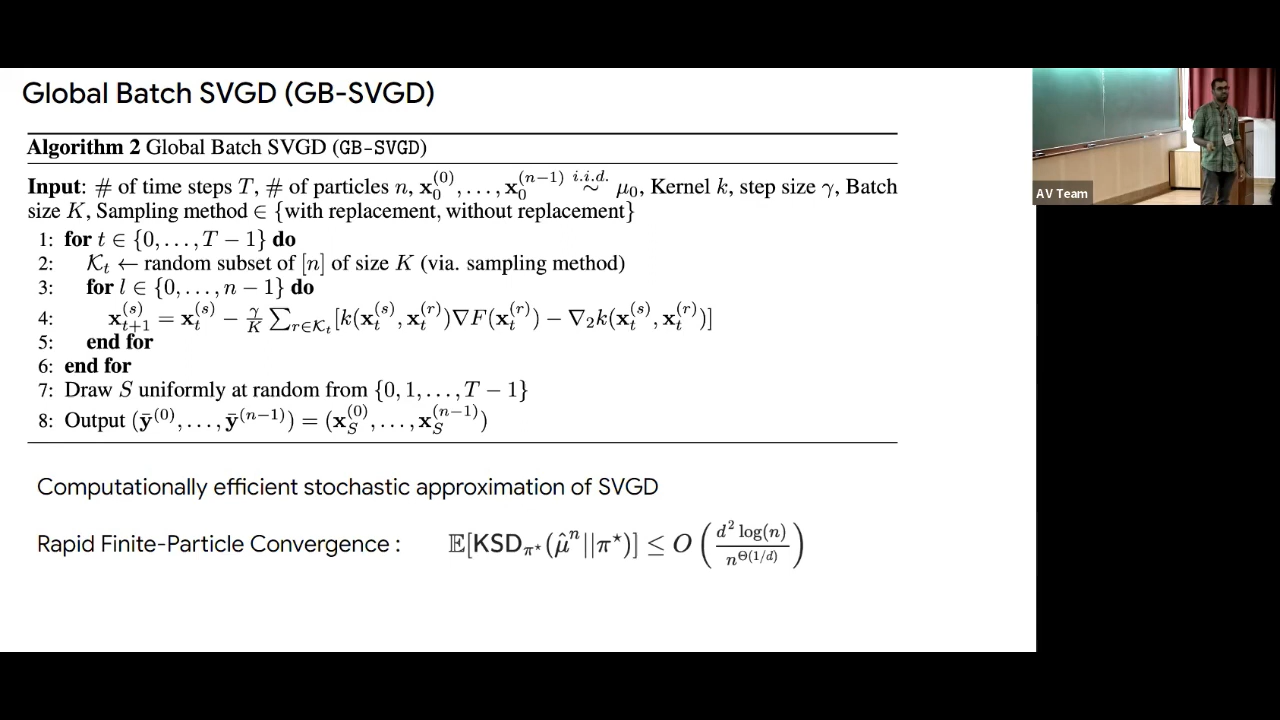 Global Batch SVGD (GB-SVGD)
Algorithm 2 Global Batch SVGD (GB-SVGD)
Input: # of time steps T, # of particles n, x_0^{(0)}, …, x_0^{(n−1)} \overset{i.i.d.}{∼} μ_0, Kernel k, step size γ, Batch
size K, Sampling method ∈ {with replacement, without replacement}
1: for t ∈ {0, …, T − 1} do
2: 𝒦_t ← random subset of [n] of size K (via. sampling method)
3: for l ∈ {0, …, n − 1} do
4: x_{t+1}^{(s)} = x_t^{(s)} − \frac{γ}{K} ∑_{r∈𝒦_t} [k(x_t^{(s)}, x_t^{(r)})∇F(x_t^{(r)}) − ∇_2 k(x_t^{(s)}, x_t^{(r)})]
5: end for
6: end for
7: Draw S uniformly at random from {0, 1, …, T − 1}
8: Output (ȳ^{(0)}, …, ȳ^{(n−1)}) = (x_S^{(0)}, …, x_S^{(n−1)})
Computationally efficient stochastic approximation of SVGD
Rapid Finite-Particle Convergence : 𝔼[KSD_{π^⋆}(μ̂^n||π^⋆)] ≤ O(\frac{d^2 log(n)}{n^{Θ(1/d)}})
AV Team